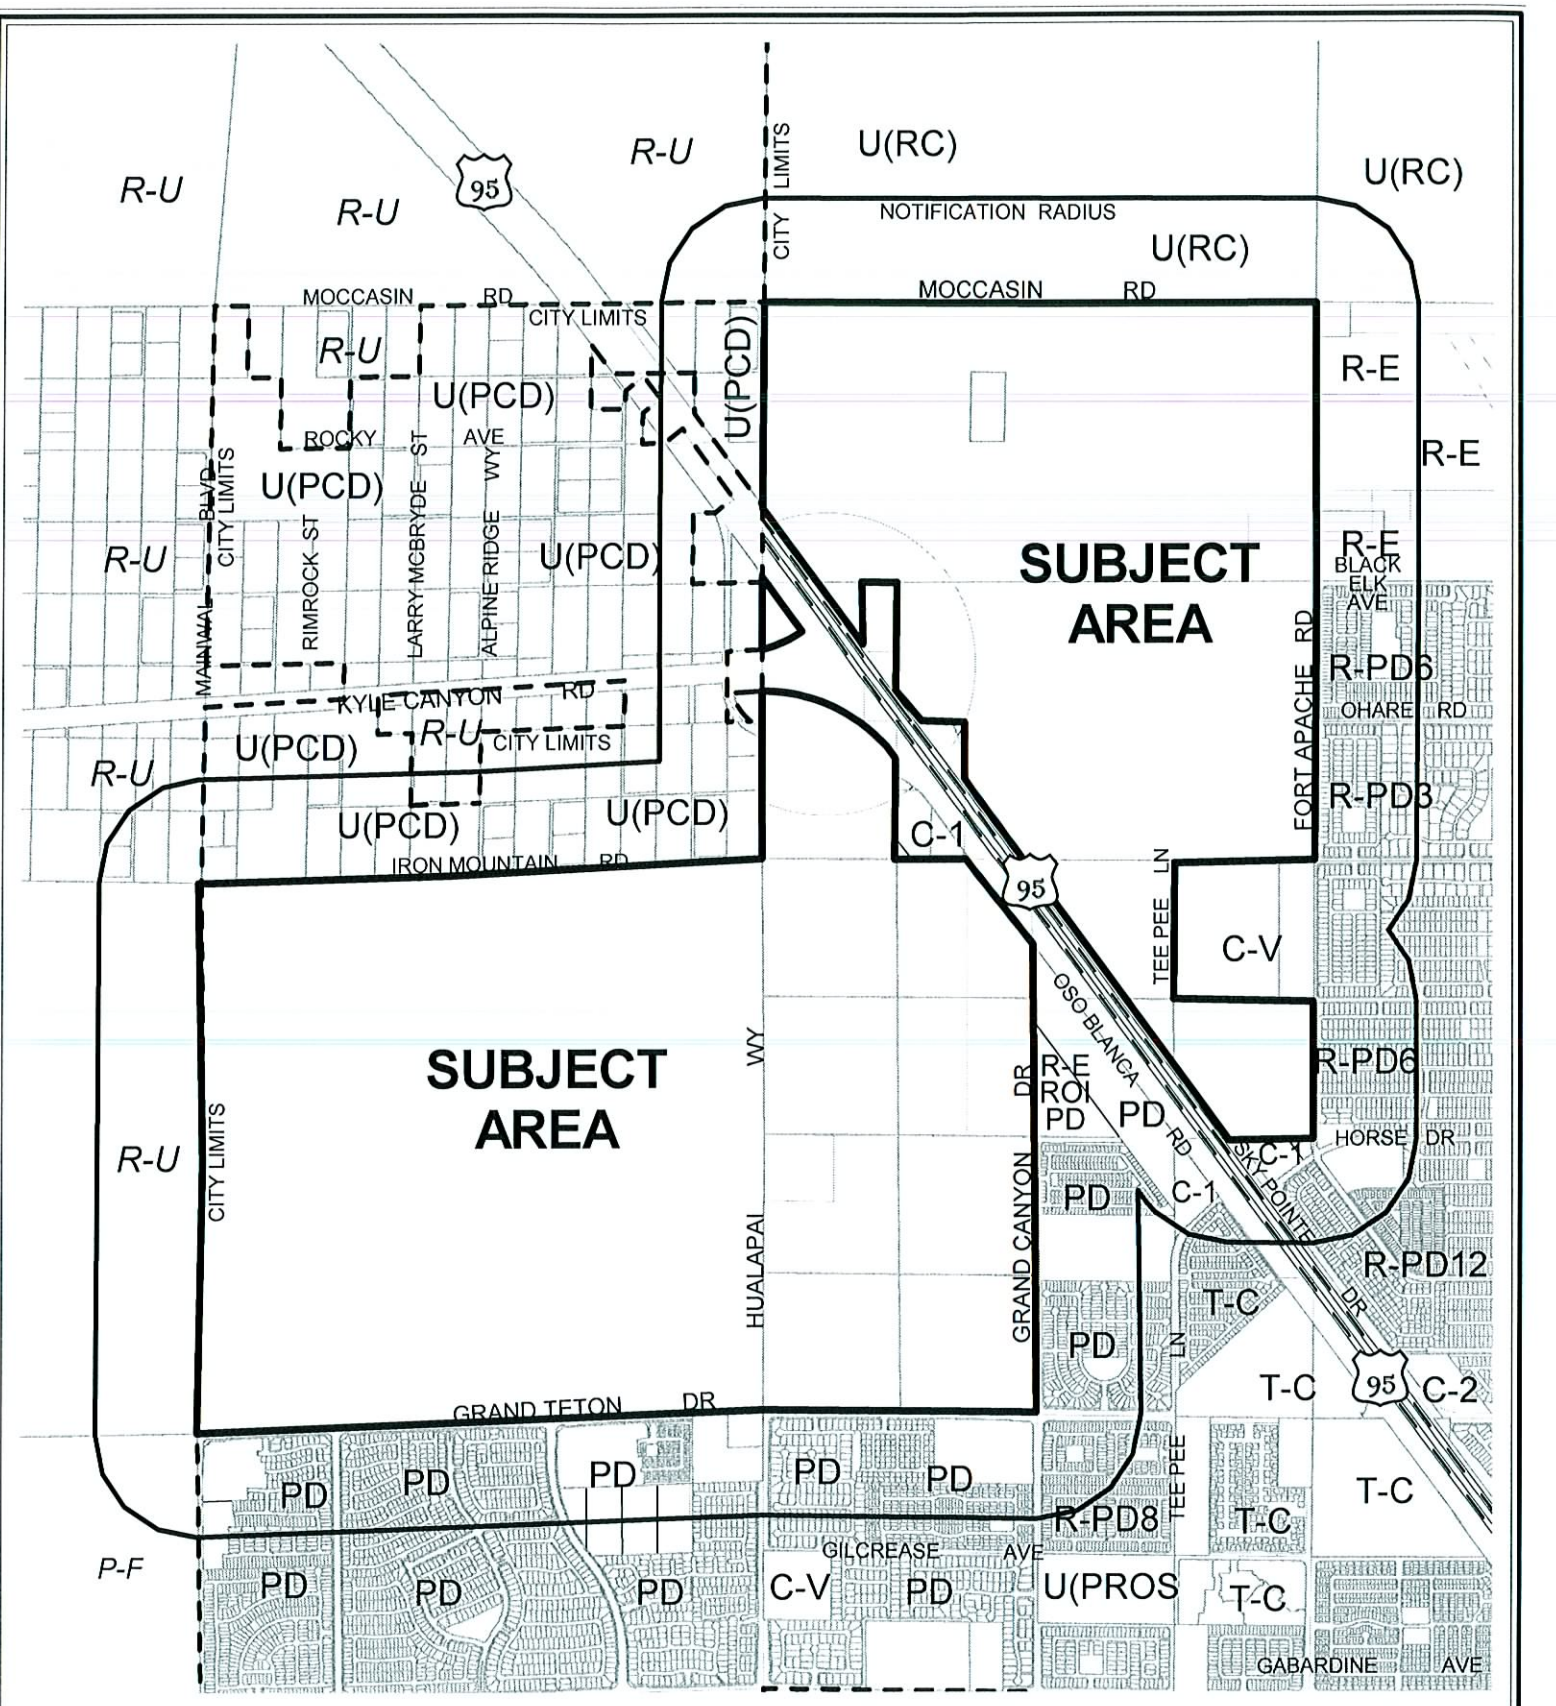 CITY LIMITS
U(RC)
R-U
U(RC)
95
R-U
R-U
NOTIFICATION RADIUS
U(RC)
MOCCASIN RD
MOCCASIN RD
CITY LIMITS
R-U
U(PCD)
R-E
U(PCD)
ROCKY AVE
R-E
U(PCD)
BLVD
CITY LIMITS
RIMROCK ST
LARRY MCBRYDE ST
ALPINE RIDGE WY
R-U
U(PCD)
SUBJECT
AREA
R-E
BLACK
ELK
AVE
FORT APACHE RD
R-PD6
KYLE CANYON RD
OHARE RD
R-U
CITY LIMITS
U(PCD)
R-U
R-PD3
U(PCD)
U(PCD)
C-1
IRON MOUNTAIN RD
95
TEE PEE LN
C-V
OSO BLANCA RD
SUBJECT
AREA
HUALAPAI WY
GRAND CANYON DR
R-E
ROI
PD
PD
R-PD6
HORSE DR
C-1
CITY LIMITS
R-U
PD
C-1
SKY POINTE DR
R-PD12
T-C
PD
TEE PEE LN
T-C
95
C-2
GRAND TETON DR
PD
PD
PD
PD
PD
T-C
R-PD8
T-C
GILCREASE AVE
P-F
PD
PD
PD
C-V
PD
U(PROS
T-C
GABARDINE AVE